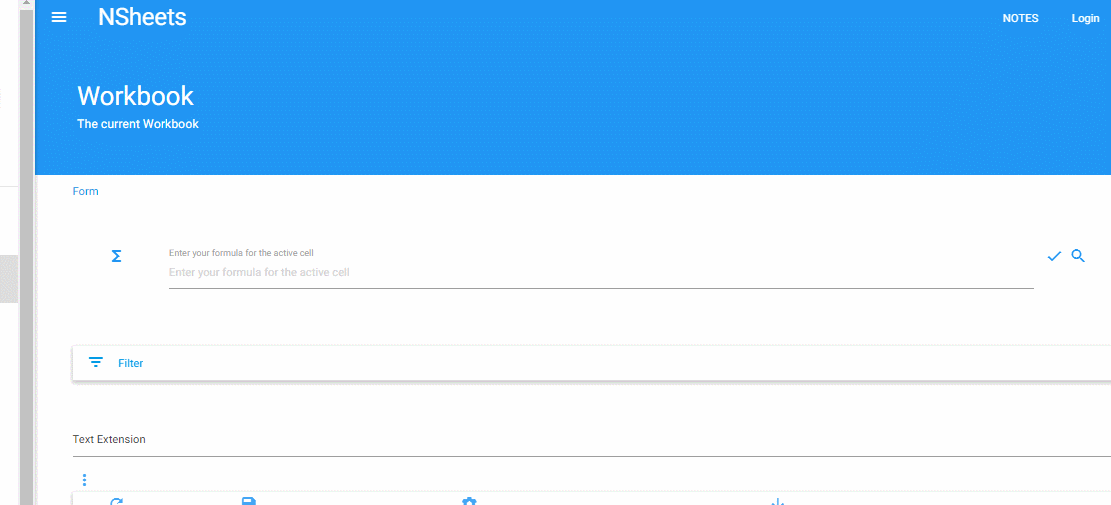 NSheets
NOTES
Login
Workbook
The current Workbook
Form
Enter your formula for the active cell
Enter your formula for the active cell
Filter
Text Extension